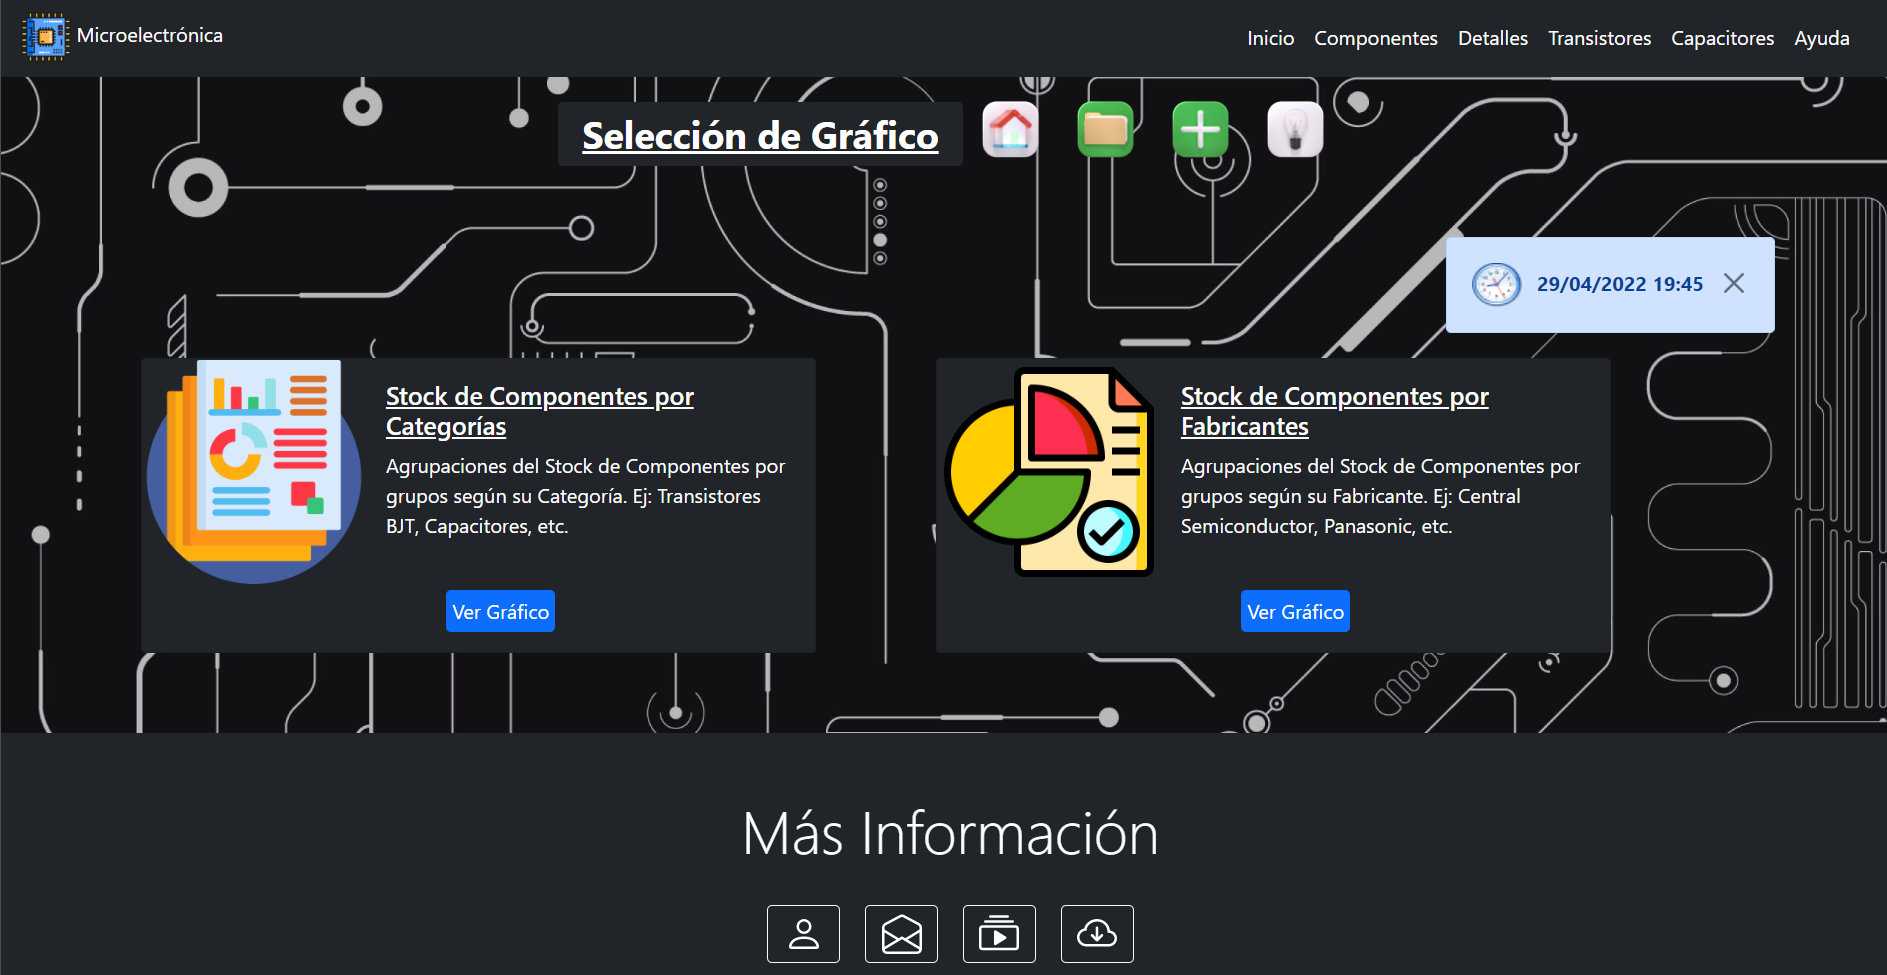 Microelectrónica
Inicio Componentes Detalles Transistores Capacitores Ayuda
Selección de Gráfico
29/04/2022 19:45
Stock de Componentes por
Categorías
Agrupaciones del Stock de Componentes por
grupos según su Categoría. Ej: Transistores
BJT, Capacitores, etc.
Ver Gráfico
Stock de Componentes por
Fabricantes
Agrupaciones del Stock de Componentes por
grupos según su Fabricante. Ej: Central
Semiconductor, Panasonic, etc.
Ver Gráfico
Más Información